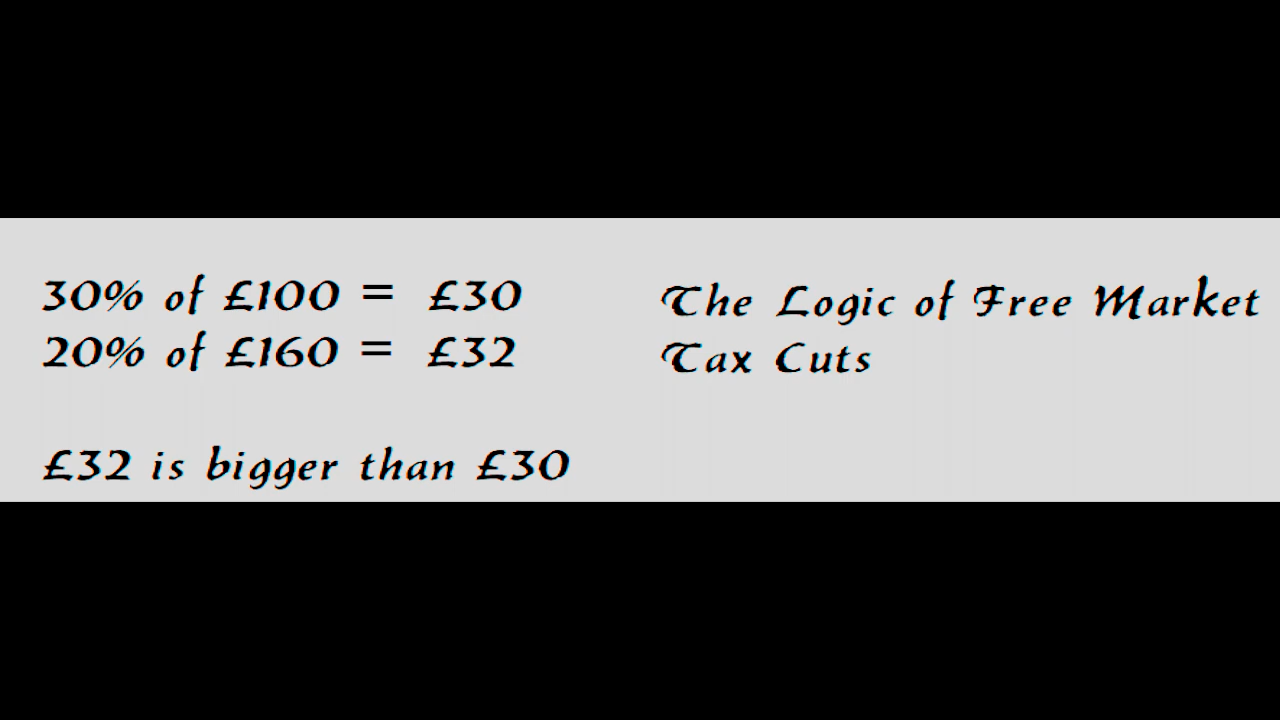 30% of £100 = £30
20% of £160 = £32
£32 is bigger than £30
The Logic of Free Market
Tax Cuts